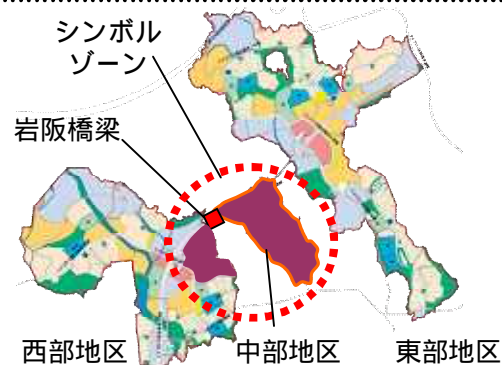 シンボル
ゾーン
岩阪橋梁
西部地区
中部地区
東部地区